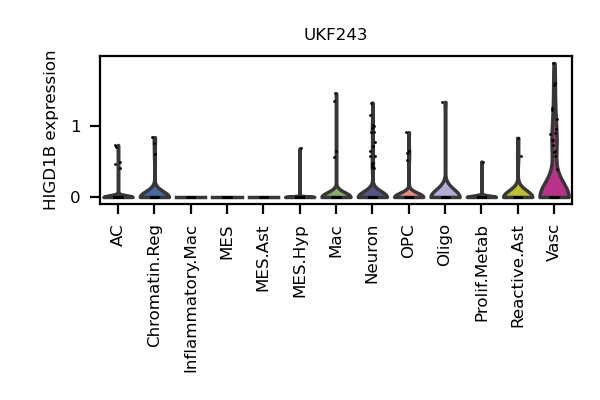 UKF243
HIGD1B expression
1
0
AC
Chromatin.Reg
Inflammatory.Mac
MES
MES.Ast
MES.Hyp
Mac
Neuron
OPC
Oligo
Prolif.Metab
Reactive.Ast
Vasc